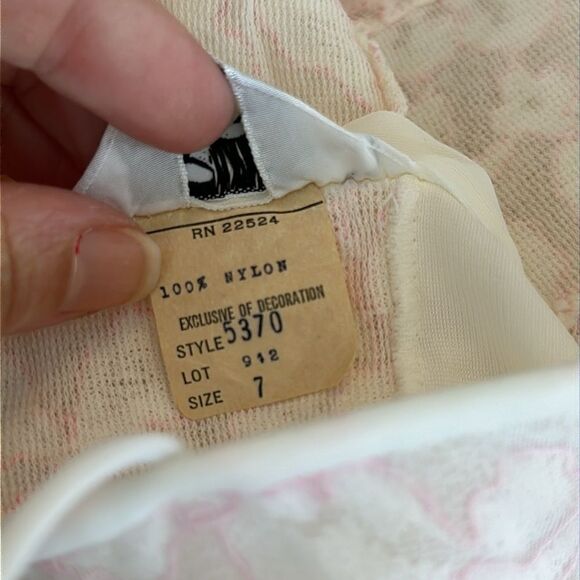 RN 22524
100% NYLON
EXCLUSIVE OF DECORATION
STYLE 5370
LOT 942
SIZE 7